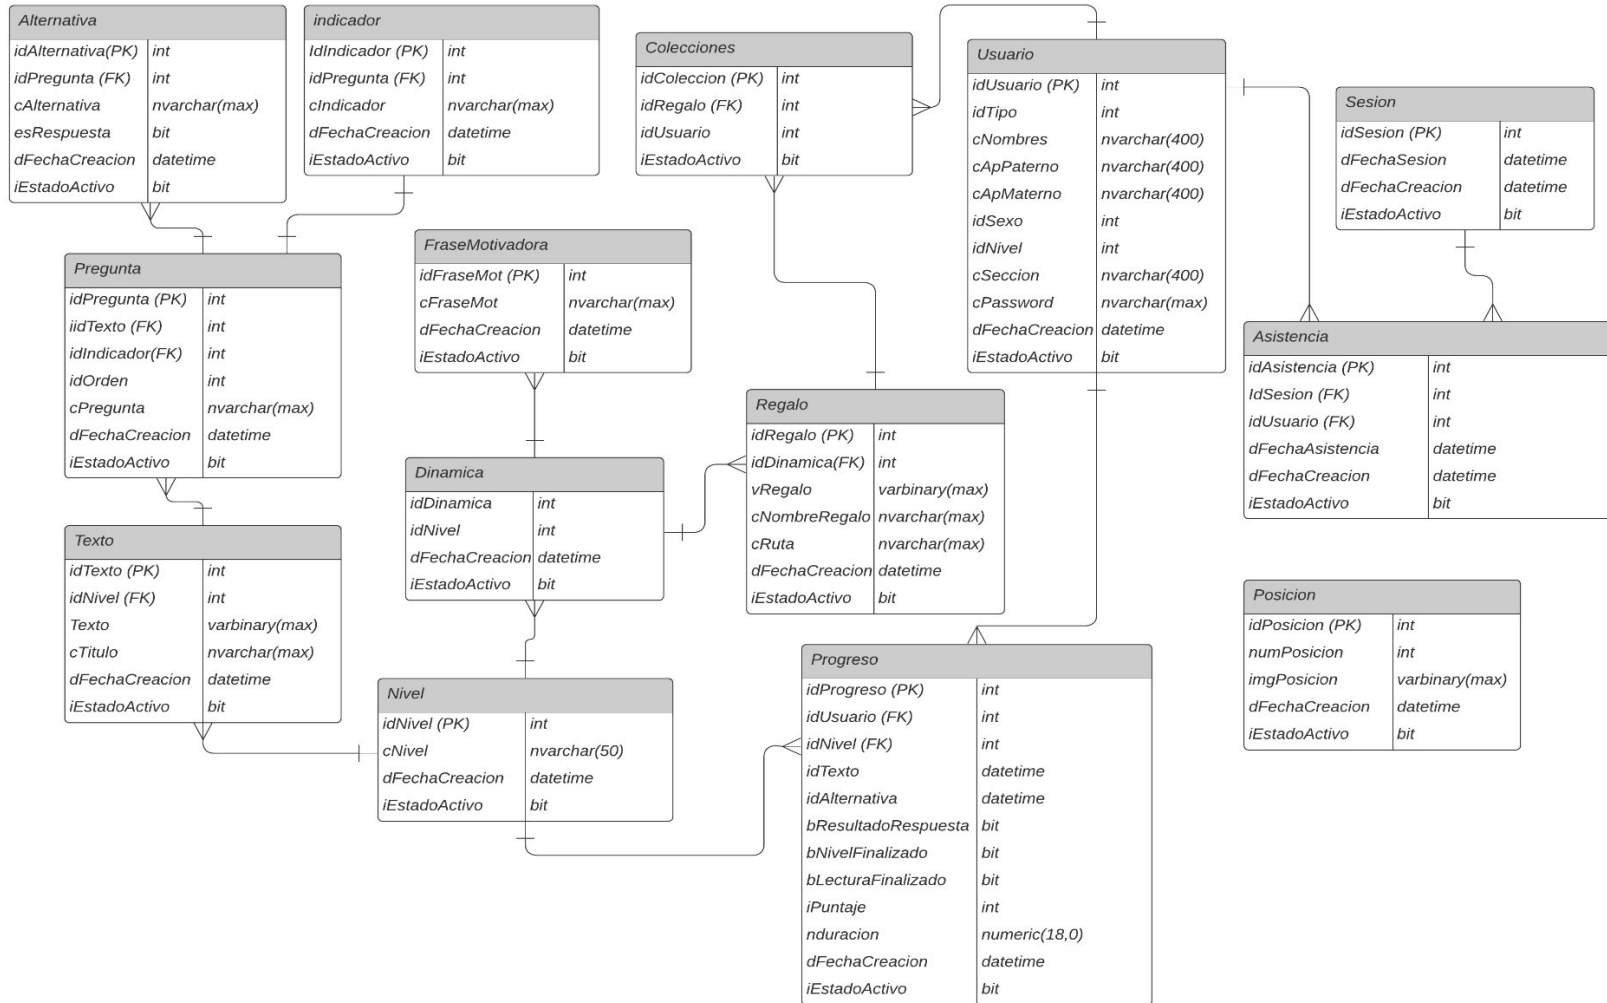 Alternativa
idAlternativa(PK) int
idPregunta (FK) int
cAlternativa nvarchar(max)
esRespuesta bit
dFechaCreacion datetime
iEstadoActivo bit
indicador
IdIndicador (PK) int
idPregunta (FK) int
cIndicador nvarchar(max)
dFechaCreacion datetime
iEstadoActivo bit
Colecciones
idColeccion (PK) int
idRegalo (FK) int
idUsuario int
iEstadoActivo bit
Usuario
idUsuario (PK) int
idTipo int
cNombres nvarchar(400)
cApPaterno nvarchar(400)
cApMaterno nvarchar(400)
idSexo int
idNivel int
cSeccion nvarchar(400)
cPassword nvarchar(max)
dFechaCreacion datetime
iEstadoActivo bit
Sesion
idSesion (PK) int
dFechaSesion datetime
dFechaCreacion datetime
iEstadoActivo bit
Pregunta
idPregunta (PK) int
iidTexto (FK) int
idIndicador(FK) int
idOrden int
cPregunta nvarchar(max)
dFechaCreacion datetime
iEstadoActivo bit
FraseMotivadora
idFraseMot (PK) int
cFraseMot nvarchar(max)
dFechaCreacion datetime
iEstadoActivo bit
Asistencia
idAsistencia (PK) int
IdSesion (FK) int
idUsuario (FK) int
dFechaAsistencia datetime
dFechaCreacion datetime
iEstadoActivo bit
Regalo
idRegalo (PK) int
idDinamica(FK) int
vRegalo varbinary(max)
cNombreRegalo nvarchar(max)
cRuta nvarchar(max)
dFechaCreacion datetime
iEstadoActivo bit
Dinamica
idDinamica int
idNivel int
dFechaCreacion datetime
iEstadoActivo bit
Texto
idTexto (PK) int
idNivel (FK) int
Texto varbinary(max)
cTitulo nvarchar(max)
dFechaCreacion datetime
iEstadoActivo bit
Posicion
idPosicion (PK) int
numPosicion int
imgPosicion varbinary(max)
dFechaCreacion datetime
iEstadoActivo bit
Nivel
idNivel (PK) int
cNivel nvarchar(50)
dFechaCreacion datetime
iEstadoActivo bit
Progreso
idProgreso (PK) int
idUsuario (FK) int
idNivel (FK) int
idTexto datetime
idAlternativa datetime
bResultadoRespuesta bit
bNivelFinalizado bit
bLecturaFinalizado bit
iPuntaje int
nduracion numeric(18,0)
dFechaCreacion datetime
iEstadoActivo bit